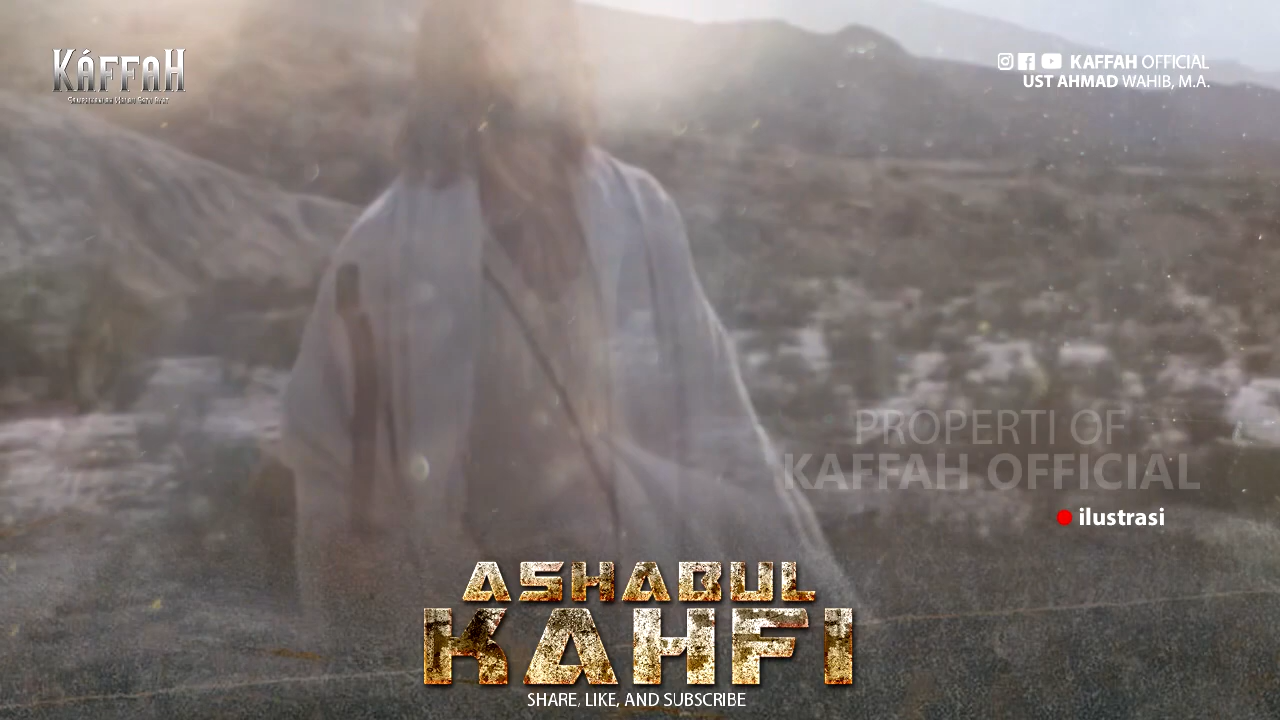 KÁFFAH
KAFFAH OFFICIAL
UST AHMAD WAHIB, M.A.
PROPERTI OF
KAFFAH OFFICIAL
ilustrasi
ASHABUL
KAHFI
SHARE, LIKE, AND SUBSCRIBE